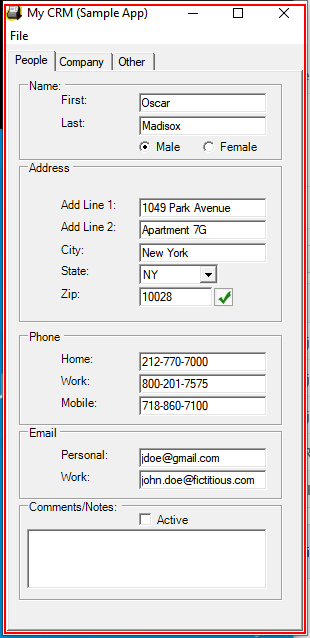 My CRM (Sample App)
File
People Company Other
Name:
First: Oscar
Last: Madisox
Male Female
Address
Add Line 1: 1049 Park Avenue
Add Line 2: Apartment 7G
City: New York
State: NY
Zip: 10028
Phone
Home: 212-770-7000
Work: 800-201-7575
Mobile: 718-860-7100
Email
Personal: jdoe@gmail.com
Work: john.doe@fictitious.com
Comments/Notes:
Active